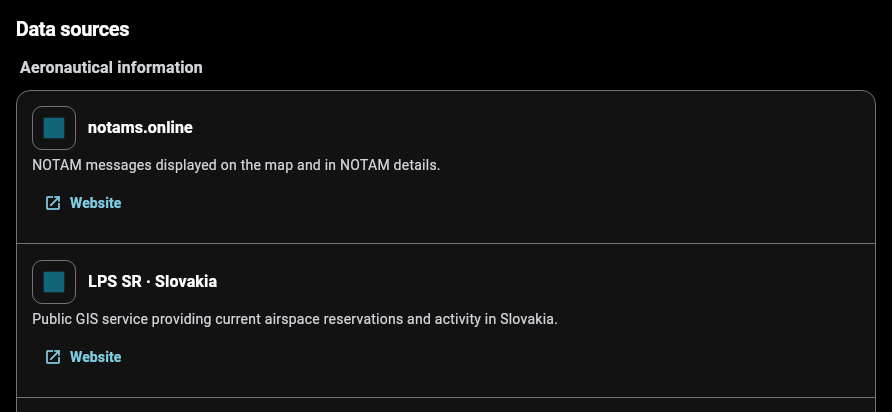 Data sources
Aeronautical information
notams.online
NOTAM messages displayed on the map and in NOTAM details.
Website
LPS SR · Slovakia
Public GIS service providing current airspace reservations and activity in Slovakia.
Website